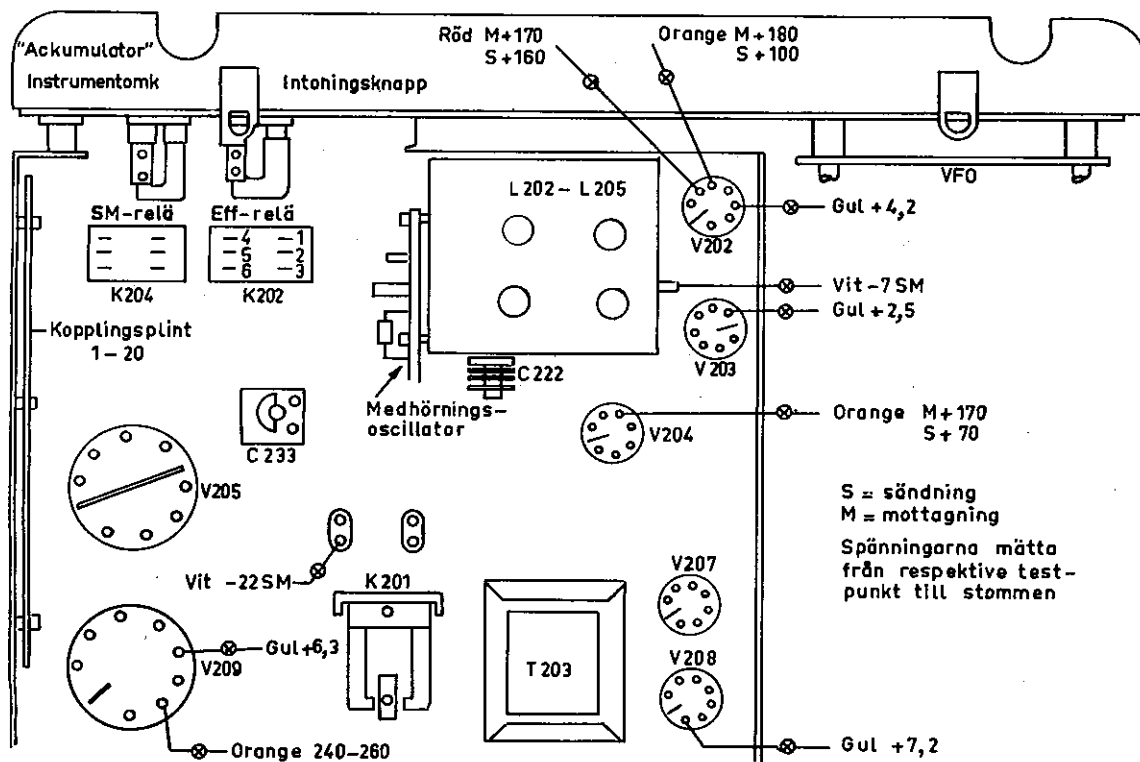 "Ackumulator"
Instrumentomk
Intoningsknapp
Röd M+170
S+160
Orange M+180
S+100
VFO
SM-relä
Eff-relä
4 1
5 2
6 3
K204
K202
L202- L205
V202
Gul +4,2
Vit -7 SM
Gul +2,5
V203
Kopplingsplint
1-20
C222
Medhörnings-
oscillator
C233
V204
Orange M+170
S+70
V205
S = sändning
M = mottagning
Spänningarna mätta
från respektive test-
punkt till stommen
Vit -22SM
K201
V207
Gul+6,3
V209
T203
V208
Orange 240-260
Gul +7,2